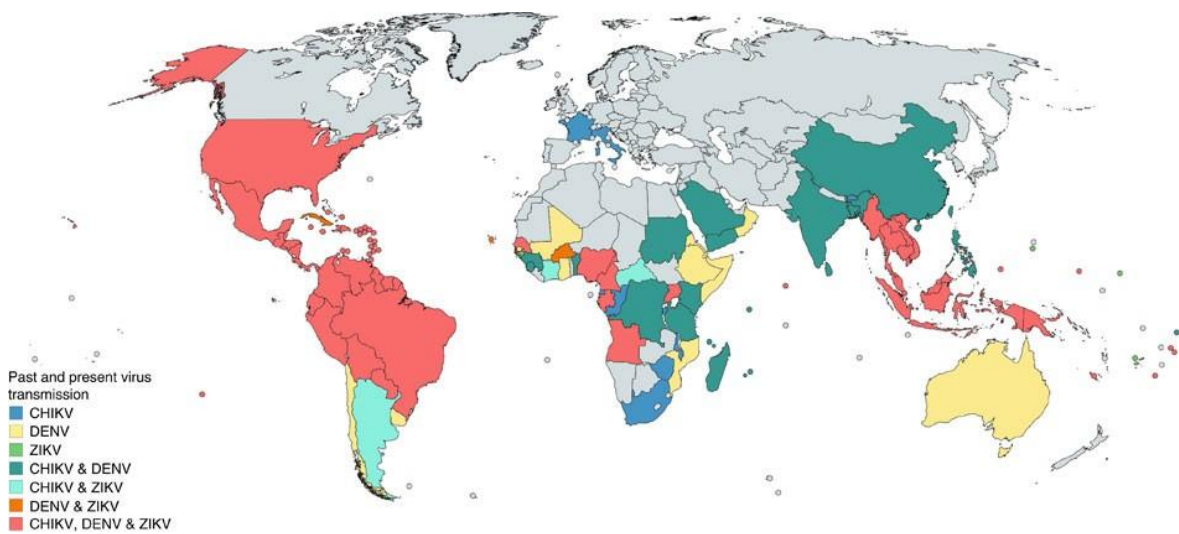 Past and present virus
transmission
CHIKV
DENV
ZIKV
CHIKV & DENV
CHIKV & ZIKV
DENV & ZIKV
CHIKV, DENV & ZIKV